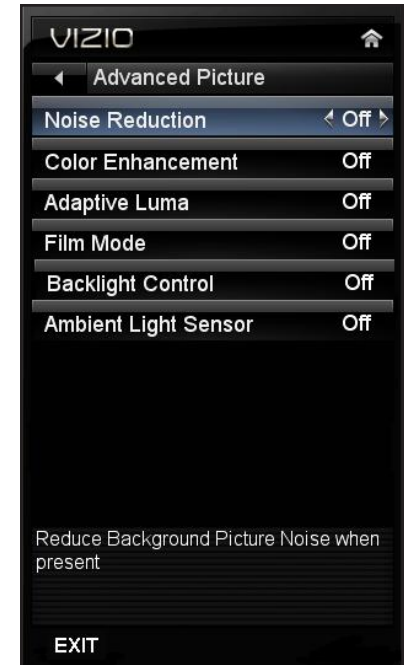 VIZIO
Advanced Picture
Noise Reduction Off
Color Enhancement Off
Adaptive Luma Off
Film Mode Off
Backlight Control Off
Ambient Light Sensor Off
Reduce Background Picture Noise when
present
EXIT